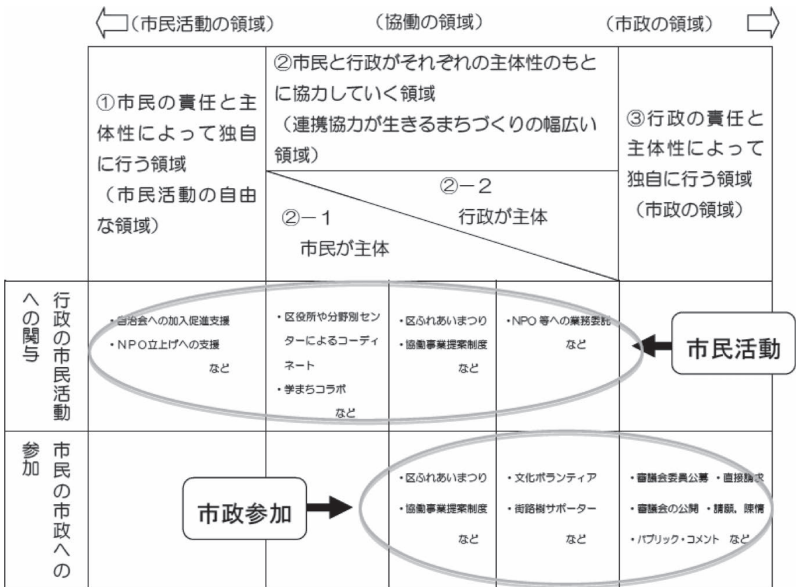 (市民活動の領域)
(協働の領域)
(市政の領域)
①市民の責任と主
体性によって独自
に行う領域
(市民活動の自由
な領域)
②市民と行政がそれぞれの主体性のもと
に協力していく領域
(連携協力が生きるまちづくりの幅広い
領域)
②-1
市民が主体
②-2
行政が主体
③行政の責任と
主体性によって
独自に行う領域
(市政の領域)
行政の市民活動
への関与
・自治会への加入促進支援
・NPO立上げへの支援
など
・区役所や分野別セン
ターによるコーディ
ネート
・学まちコラボ
など
・区ふれあいまつり
・協働事業提案制度
など
・NPO等への業務委託
など
市民活動
市民の市政への
参加
市政参加
・区ふれあいまつり
・協働事業提案制度
など
・文化ボランティア
・街路樹サポーター
など
・審議会委員公募 ・直接請求
・審議会の公開 ・請願、陳情
・パブリック・コメント など